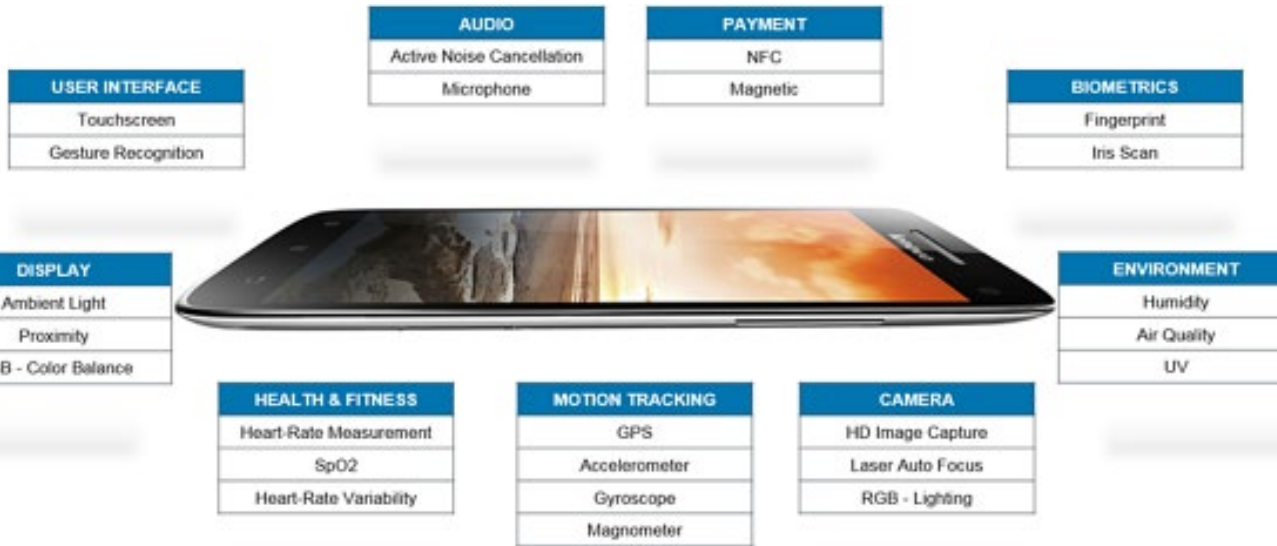 AUDIO
Active Noise Cancellation
Microphone
PAYMENT
NFC
Magnetic
USER INTERFACE
Touchscreen
Gesture Recognition
BIOMETRICS
Fingerprint
Iris Scan
DISPLAY
Ambient Light
Proximity
B - Color Balance
ENVIRONMENT
Humidity
Air Quality
UV
HEALTH & FITNESS
Heart-Rate Measurement
SpO2
Heart-Rate Variability
MOTION TRACKING
GPS
Accelerometer
Gyroscope
Magnometer
CAMERA
HD Image Capture
Laser Auto Focus
RGB - Lighting